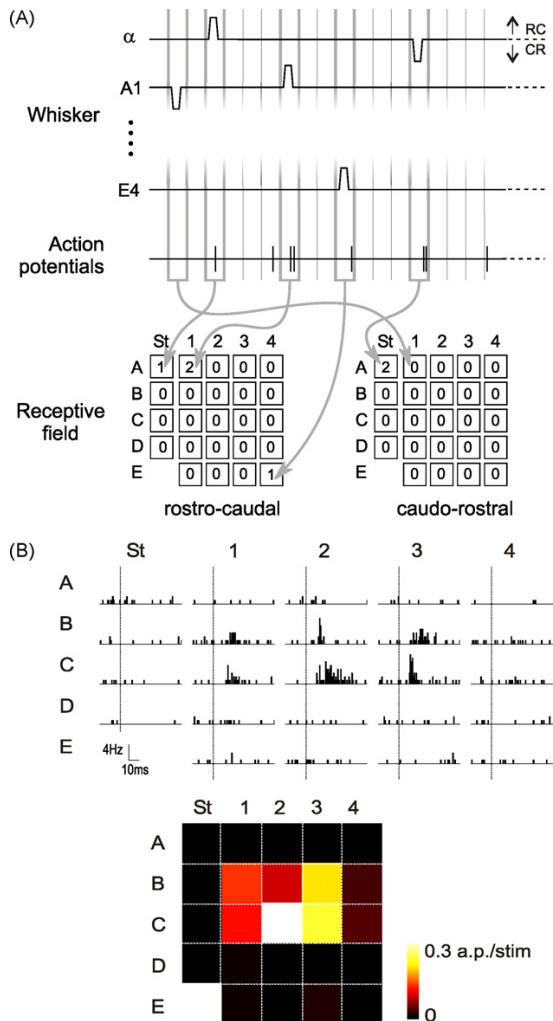 (A)
α
RC
CR
A1
Whisker
E4
Action
potentials
St 1 2 3 4
A 1 2 0 0 0
B 0 0 0 0 0
C 0 0 0 0 0
D 0 0 0 0 0
E 0 0 0 1
rostro-caudal
St 1 2 3 4
A 2 0 0 0 0
B 0 0 0 0 0
C 0 0 0 0 0
D 0 0 0 0 0
E 0 0 0 0
caudo-rostral
Receptive
field
(B)
St 1 2 3 4
A
B
C
D
E
4Hz
10ms
St 1 2 3 4
A
B
C
D
E
0.3 a.p./stim
0